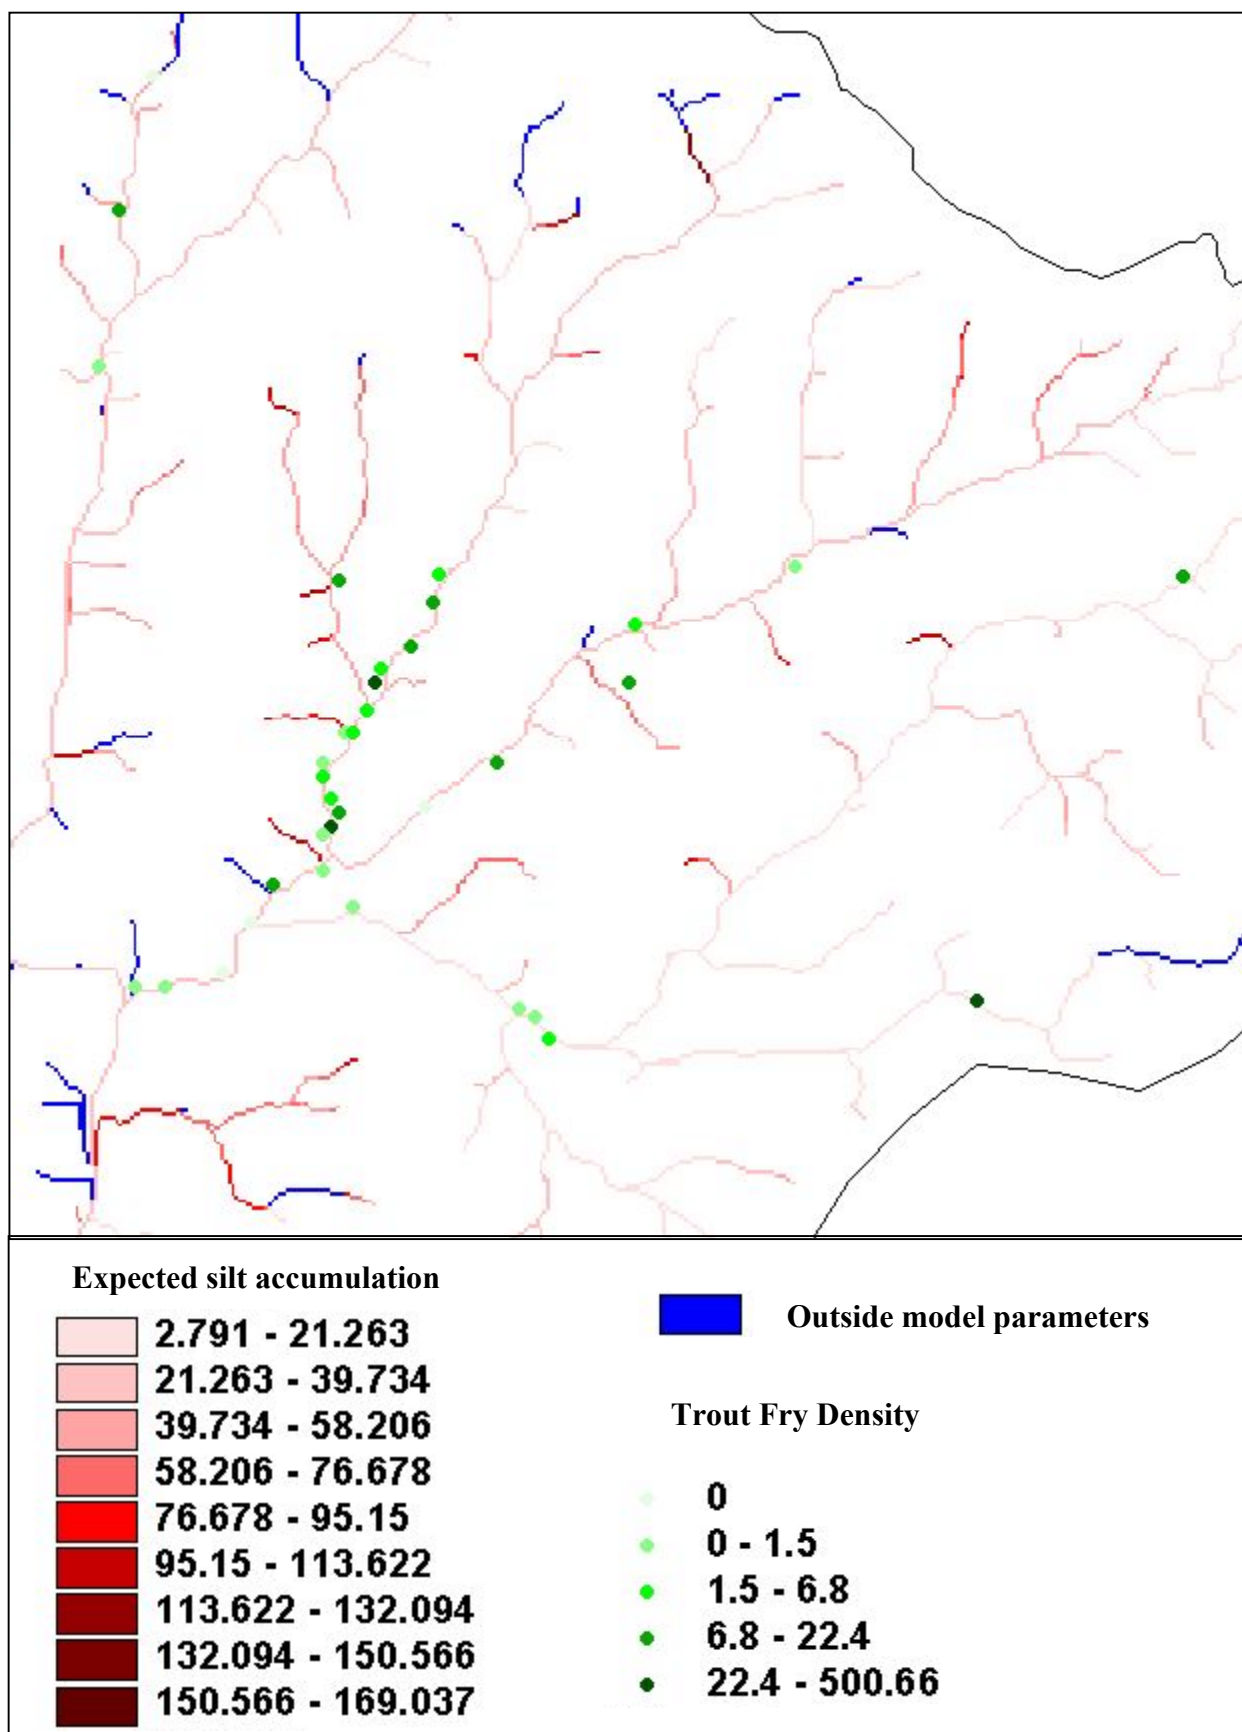 Expected silt accumulation
2.791 - 21.263
21.263 - 39.734
39.734 - 58.206
58.206 - 76.678
76.678 - 95.15
95.15 - 113.622
113.622 - 132.094
132.094 - 150.566
150.566 - 169.037
Outside model parameters
Trout Fry Density
0
0 - 1.5
1.5 - 6.8
6.8 - 22.4
22.4 - 500.66